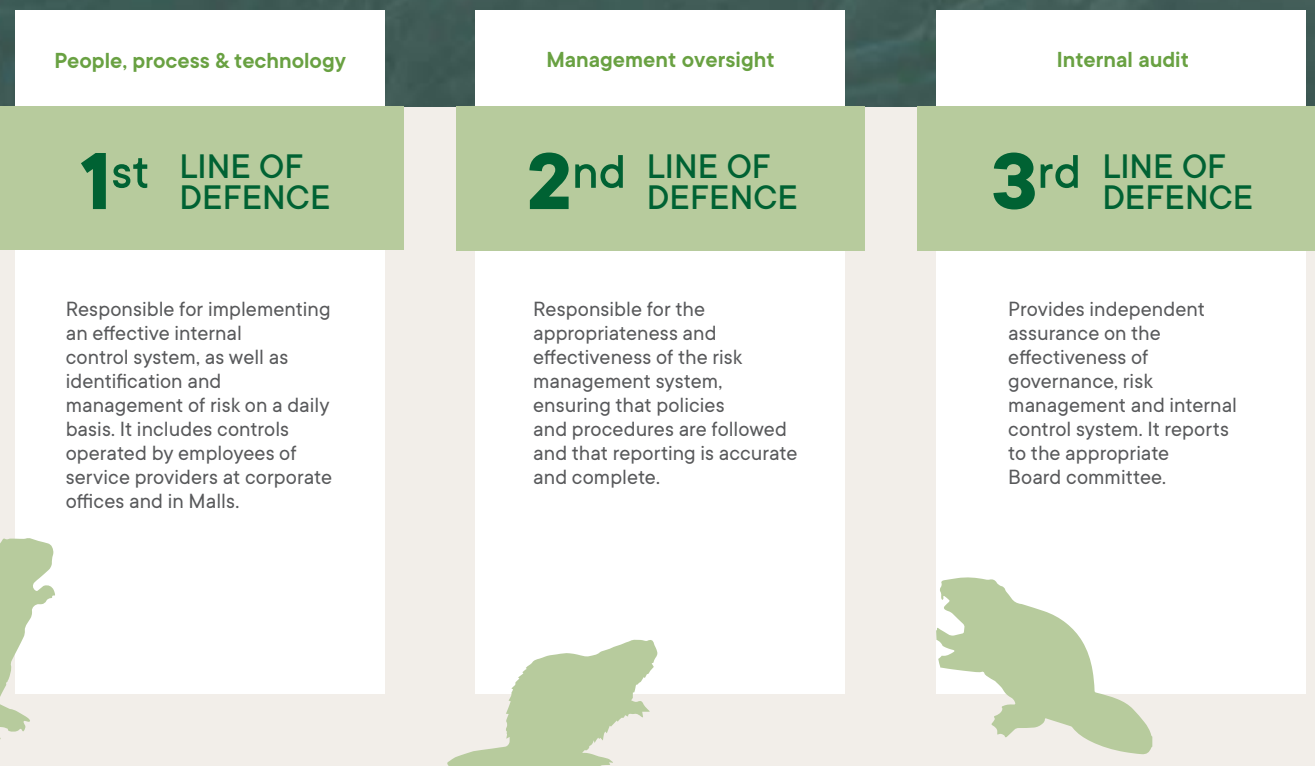 People, process & technology
1st LINE OF
DEFENCE
Responsible for implementing
an effective internal
control system, as well as
identification and
management of risk on a daily
basis. It includes controls
operated by employees of
service providers at corporate
offices and in Malls.
Management oversight
2nd LINE OF
DEFENCE
Responsible for the
appropriateness and
effectiveness of the risk
management system,
ensuring that policies
and procedures are followed
and that reporting is accurate
and complete.
Internal audit
3rd LINE OF
DEFENCE
Provides independent
assurance on the
effectiveness of
governance, risk
management and internal
control system. It reports
to the appropriate
Board committee.